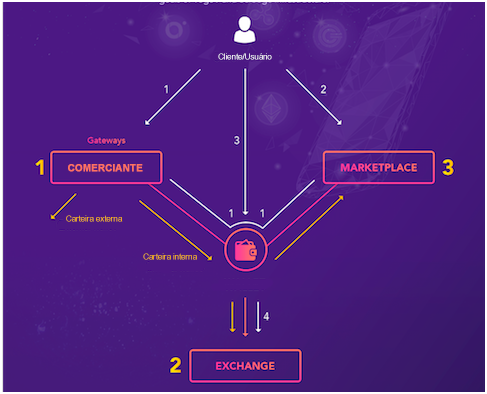 Cliente/Usuário
1
2
3
Gateways
1 COMERCIANTE
MARKETPLACE 3
Carteira externa
1
1
Carteira interna
4
2 EXCHANGE